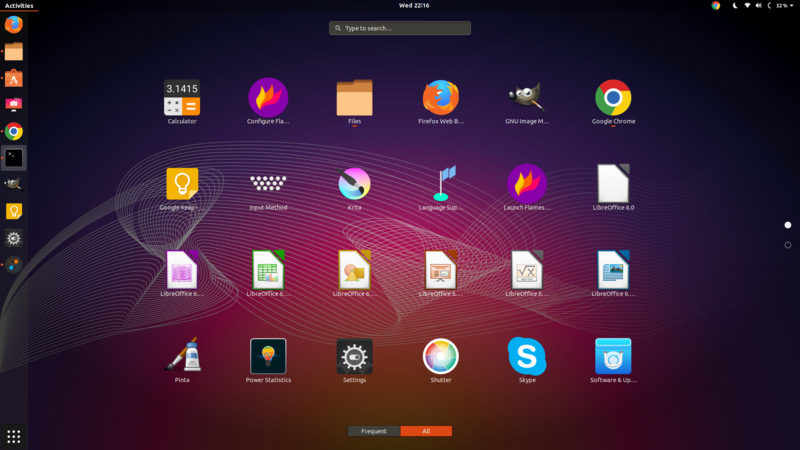 Activities
Wed 22:16
32 %
Type to search...
3.1415
Calculator
Configure Fla...
Files
Firefox Web B...
GNU Image M...
Google Chrome
Google Keep -...
Input Method
Krita
Language Sup...
Launch Flames...
LibreOffice 6.0
LibreOffice 6....
LibreOffice 6....
LibreOffice 6....
LibreOffice 6....
LibreOffice 6....
LibreOffice 6....
Pinta
Power Statistics
Settings
Shutter
Skype
Software & Up...
Frequent
All